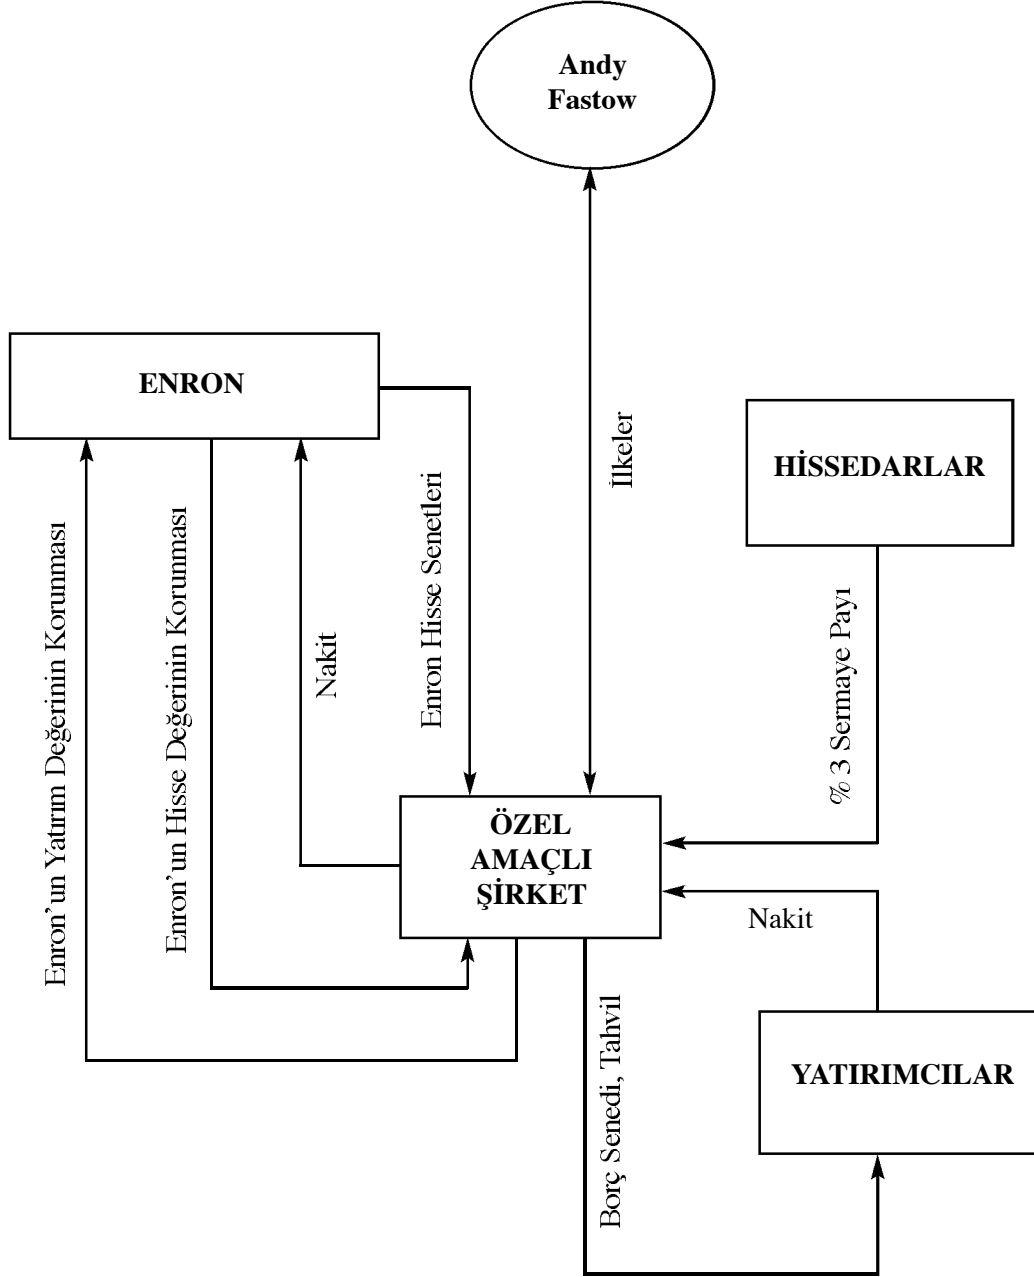 Andy
Fastow
ENRON
HİSSEDARLAR
İlkeler
Enron Hisse Senetleri
Nakit
Enron'un Hisse Değerinin Korunması
Enron'un Yatırım Değerinin Korunması
% 3 Sermaye Payı
ÖZEL
AMAÇLI
ŞİRKET
Nakit
Borç Senedi, Tahvil
YATIRIMCILAR